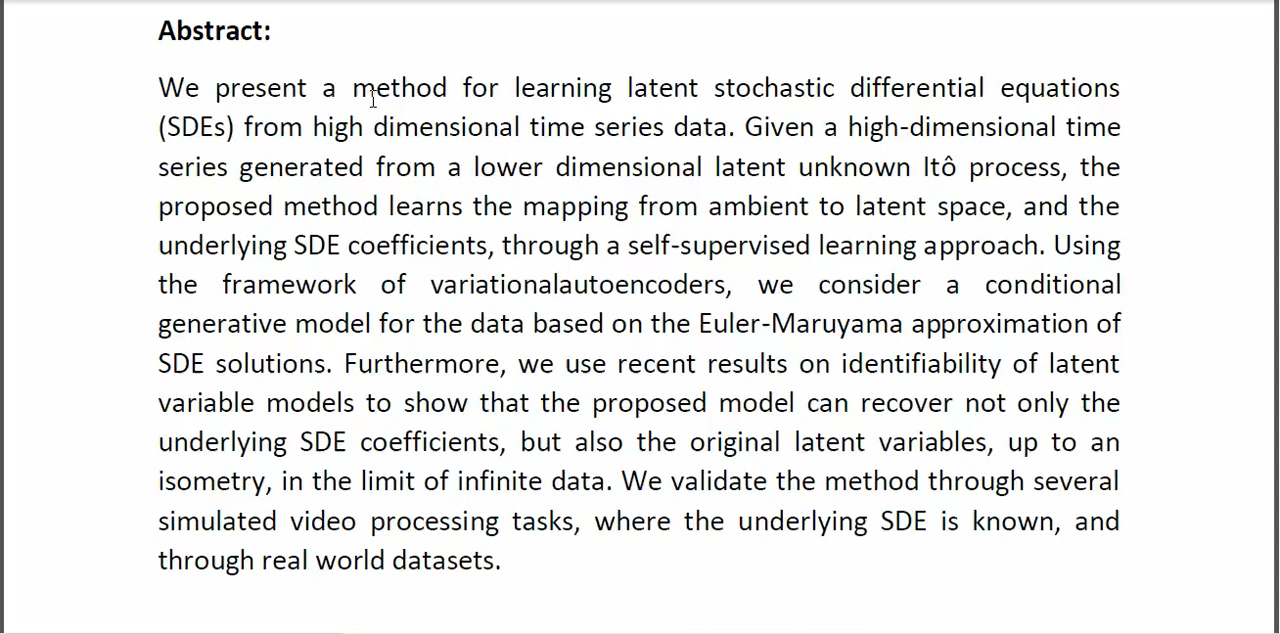 Abstract:
We present a method for learning latent stochastic differential equations
(SDEs) from high dimensional time series data. Given a high-dimensional time
series generated from a lower dimensional latent unknown Itô process, the
proposed method learns the mapping from ambient to latent space, and the
underlying SDE coefficients, through a self-supervised learning approach. Using
the framework of variationalautoencoders, we consider a conditional
generative model for the data based on the Euler-Maruyama approximation of
SDE solutions. Furthermore, we use recent results on identifiability of latent
variable models to show that the proposed model can recover not only the
underlying SDE coefficients, but also the original latent variables, up to an
isometry, in the limit of infinite data. We validate the method through several
simulated video processing tasks, where the underlying SDE is known, and
through real world datasets.